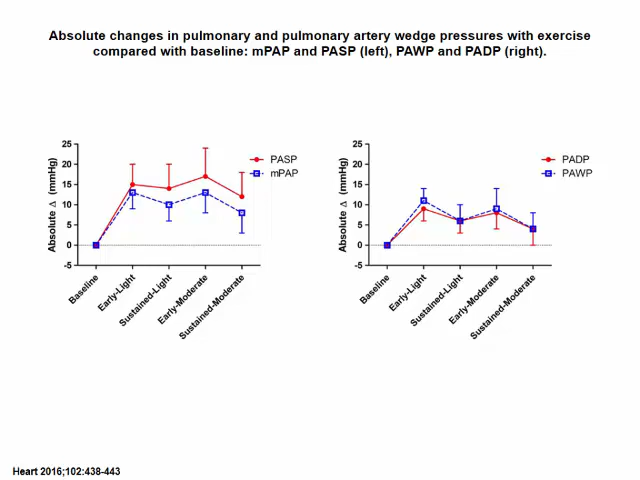 Absolute changes in pulmonary and pulmonary artery wedge pressures with exercise
compared with baseline: mPAP and PASP (left), PAWP and PADP (right).
Absolute Δ (mmHg)
25
20
15
10
5
0
-5
PASP
mPAP
Baseline
Early-Light
Sustained-Light
Early-Moderate
Sustained-Moderate
Absolute Δ (mmHg)
25
20
15
10
5
0
-5
PADP
PAWP
Baseline
Early-Light
Sustained-Light
Early-Moderate
Sustained-Moderate
Heart 2016;102:438-443